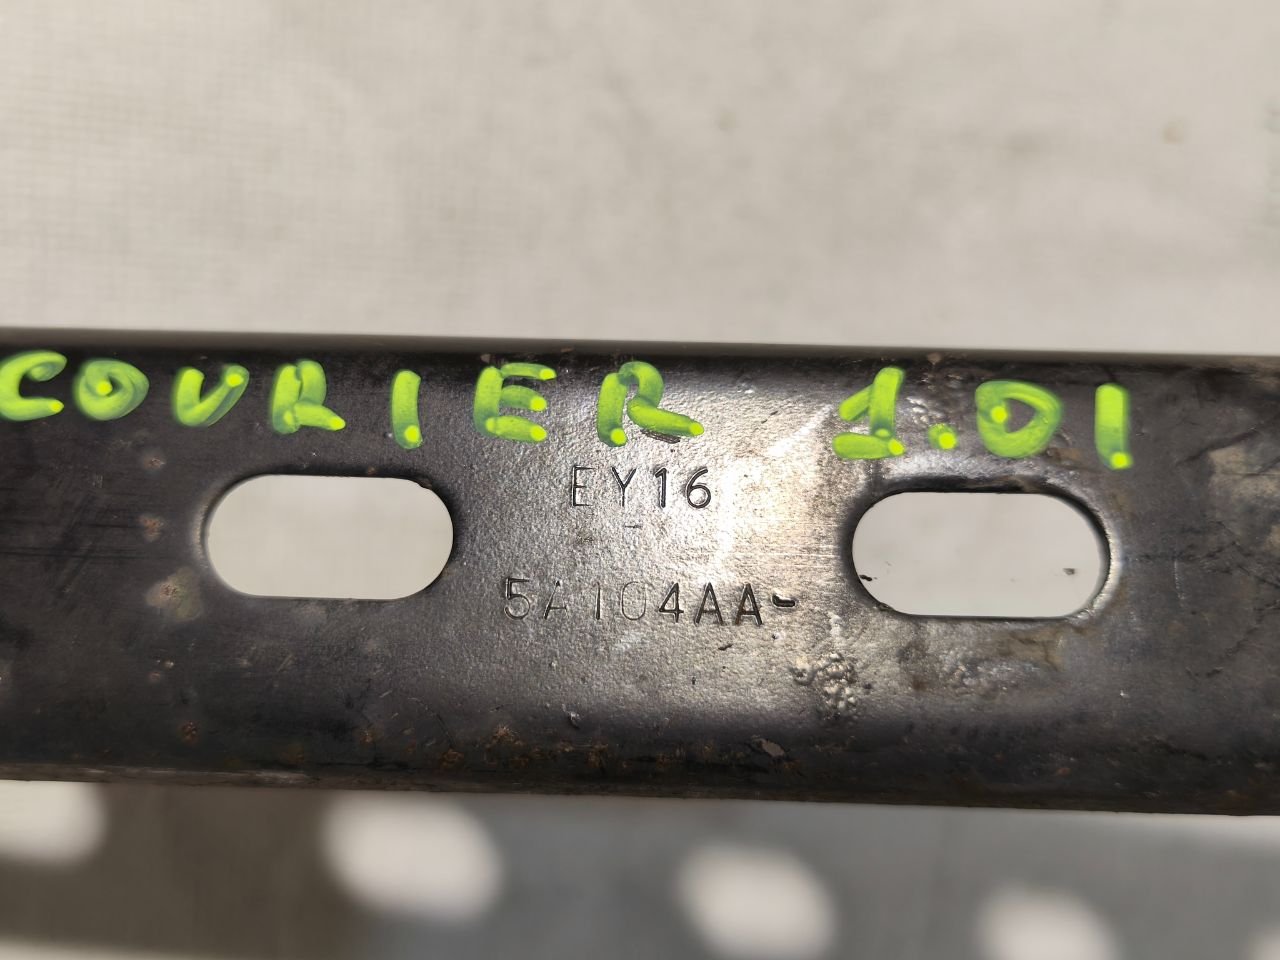 COURIER 1.0I
EY16
-
5A104AA-